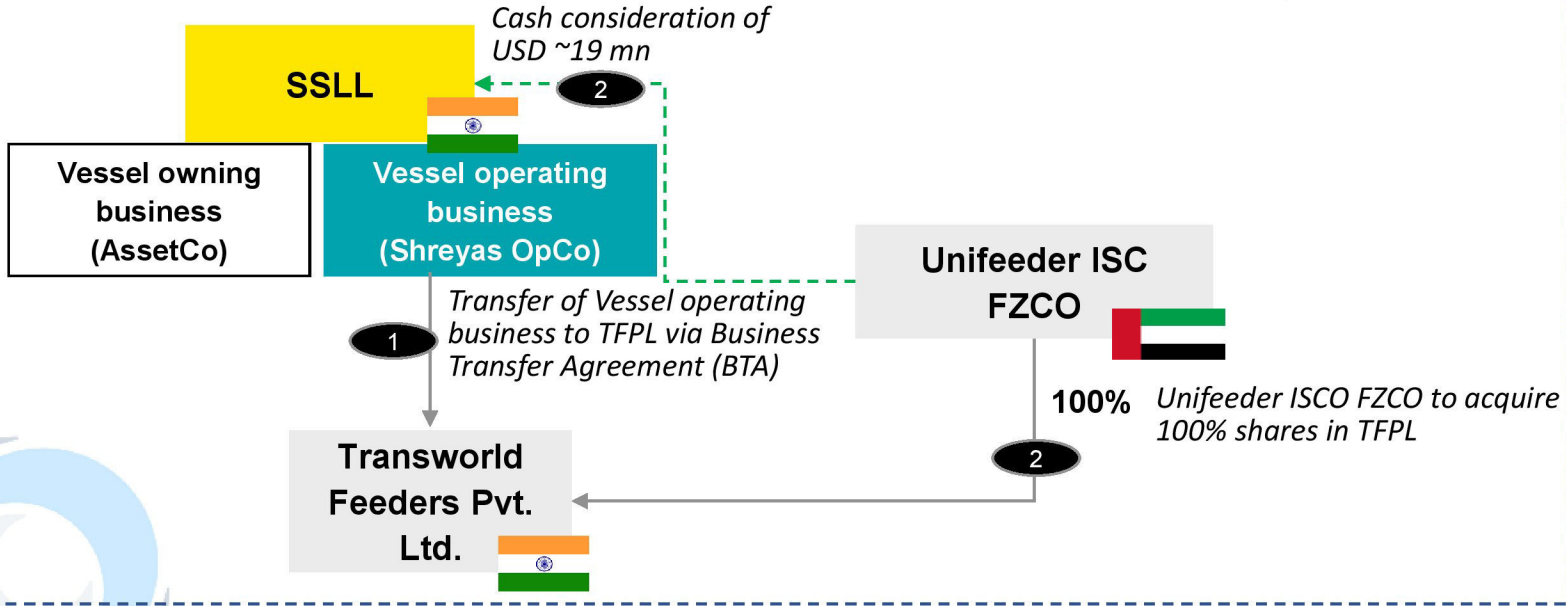 Cash consideration of
USD ~19 mn
SSLL
2
Vessel owning
business
(AssetCo)
Vessel operating
business
(Shreyas OpCo)
Unifeeder ISC
FZCO
1
Transfer of Vessel operating
business to TFPL via Business
Transfer Agreement (BTA)
100%
Unifeeder ISCO FZCO to acquire
100% shares in TFPL
2
Transworld
Feeders Pvt.
Ltd.